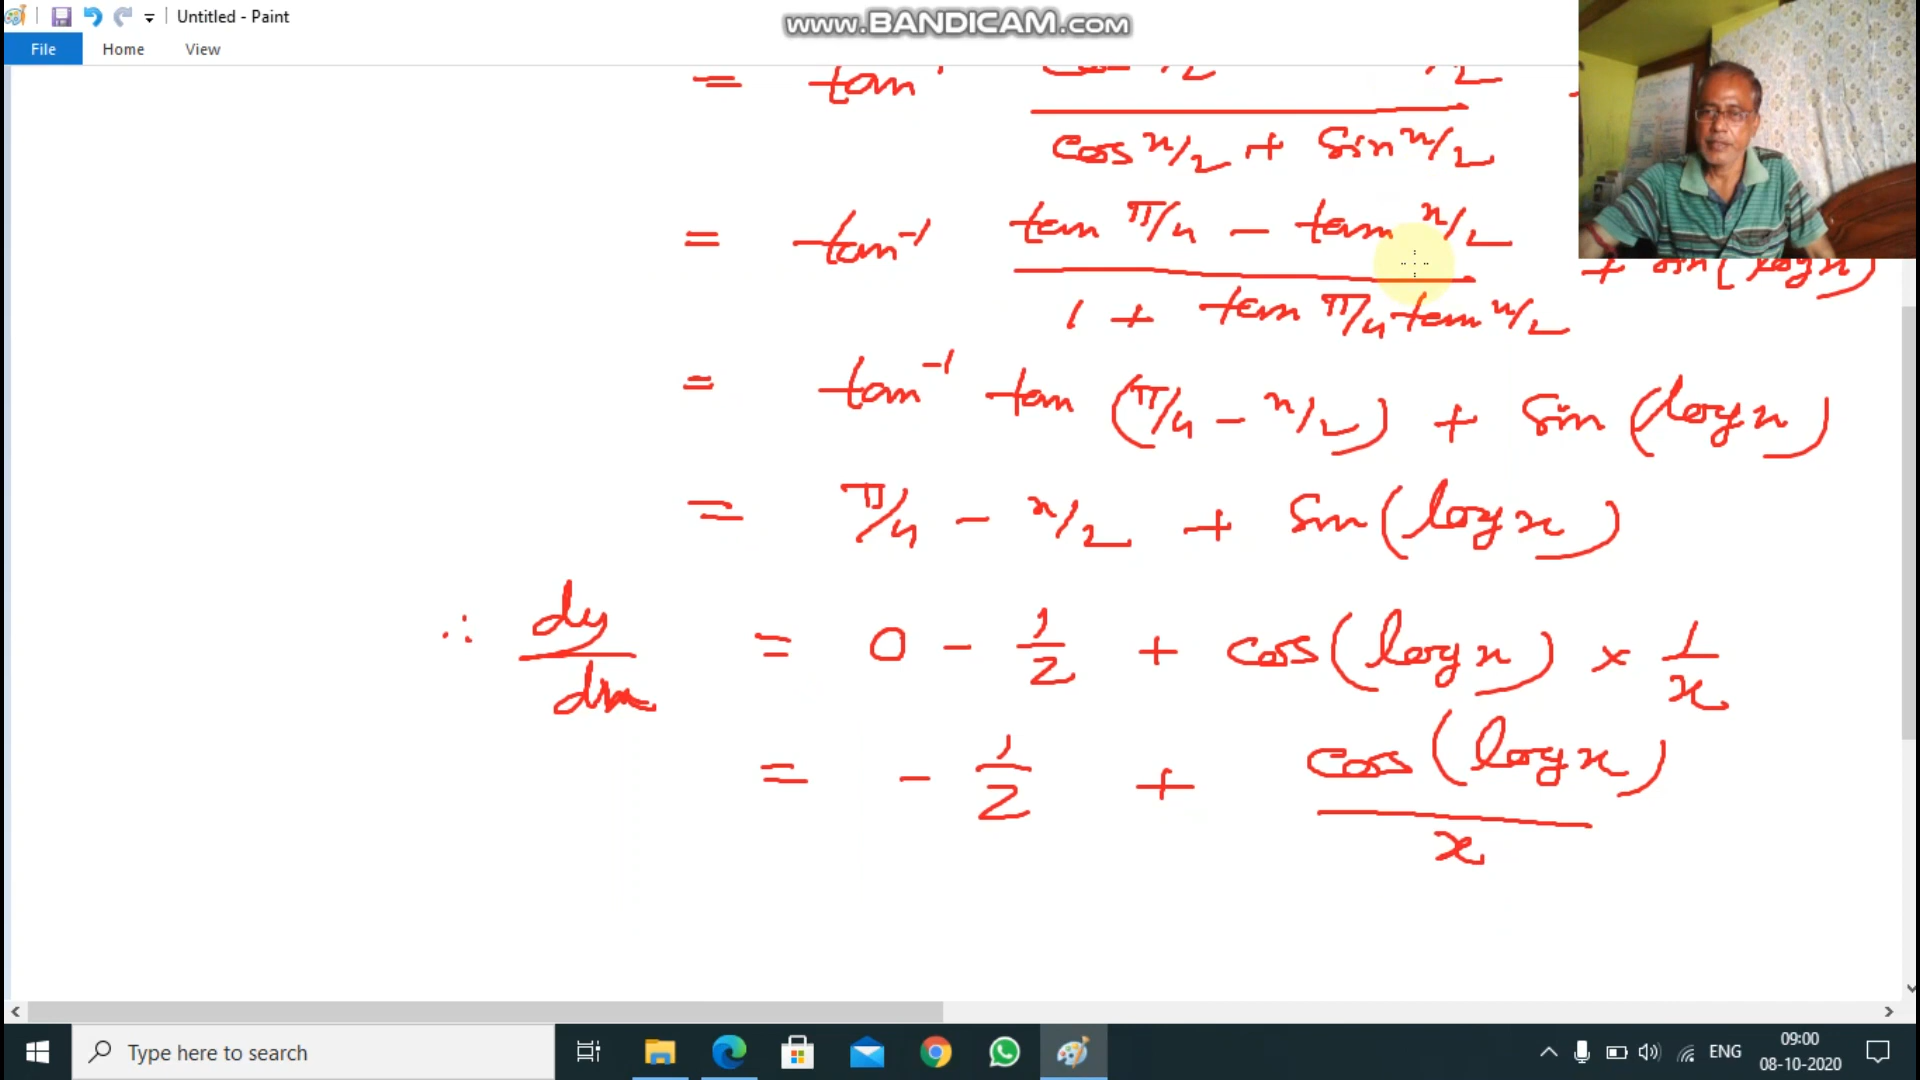 Untitled - Paint
www.BANDICAM.com
File Home View
= tan⁻¹
cos x/2 + sin x/2
= tan⁻¹ (tan π/4 - tan x/2) / (1 + tan π/4 tan x/2) + sin(log x)
= tan⁻¹ tan (π/4 - x/2) + sin (log x)
= π/4 - x/2 + sin (log x)
∴ dy/dx = 0 - 1/2 + cos (log x) × 1/x
= - 1/2 + cos (log x) / x
Type here to search
ENG
09:00
08-10-2020